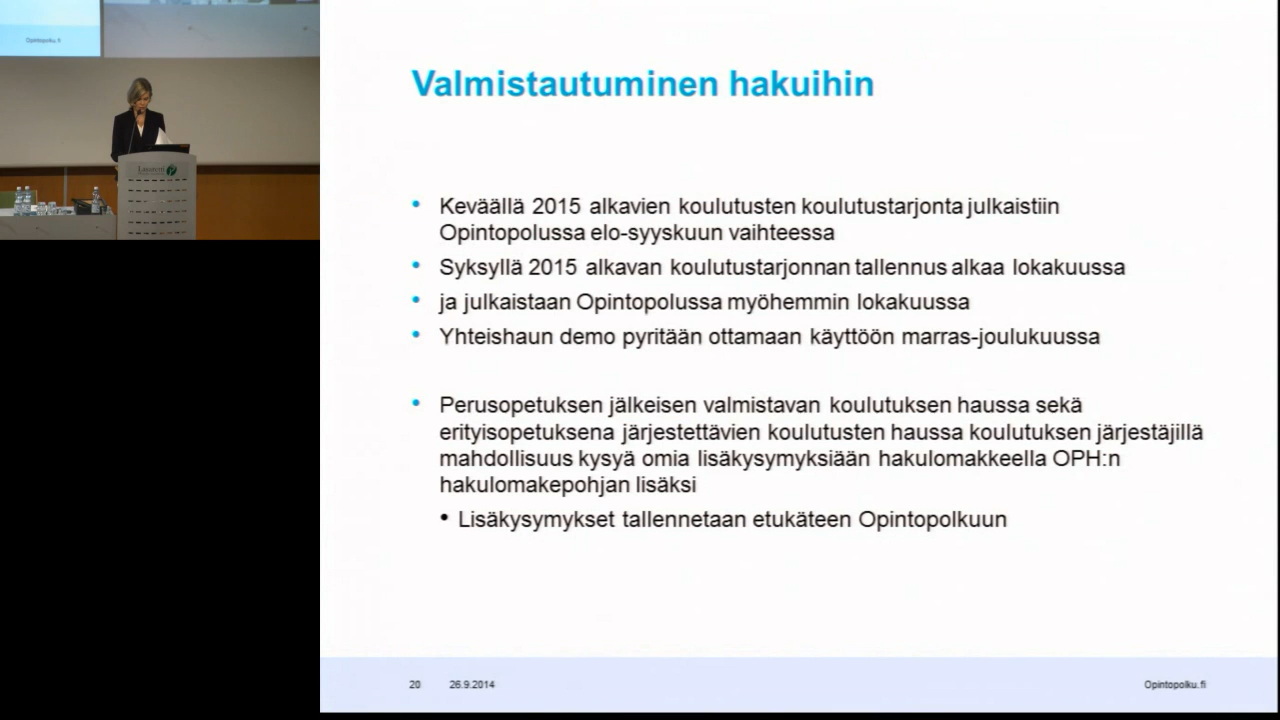 Opintopolku.fi
Laurea
Valmistautuminen hakuihin
• Keväällä 2015 alkavien koulutusten koulutustarjonta julkaistiin
Opintopolussa elo-syyskuun vaihteessa
• Syksyllä 2015 alkavan koulutustarjonnan tallennus alkaa lokakuussa
• ja julkaistaan Opintopolussa myöhemmin lokakuussa
• Yhteishaun demo pyritään ottamaan käyttöön marras-joulukuussa
• Perusopetuksen jälkeisen valmistavan koulutuksen haussa sekä
erityisopetuksena järjestettävien koulutusten haussa koulutuksen järjestäjillä
mahdollisuus kysyä omia lisäkysymyksiään hakulomakkeella OPH:n
hakulomakepohjan lisäksi
• Lisäkysymykset tallennetaan etukäteen Opintopolkuun
20 26.9.2014 Opintopolku.fi